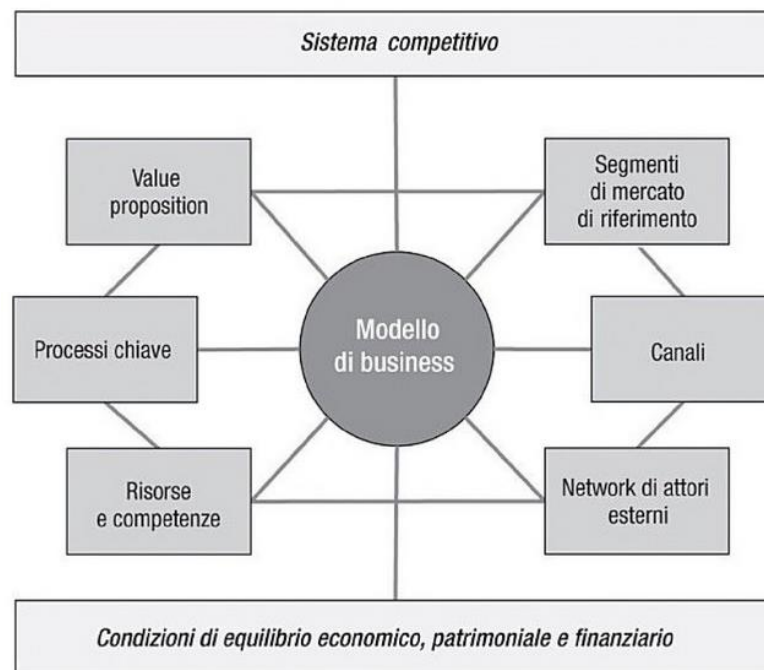 Sistema competitivo
Value
proposition
Segmenti
di mercato
di riferimento
Processi chiave
Modello
di business
Canali
Risorse
e competenze
Network di attori
esterni
Condizioni di equilibrio economico, patrimoniale e finanziario